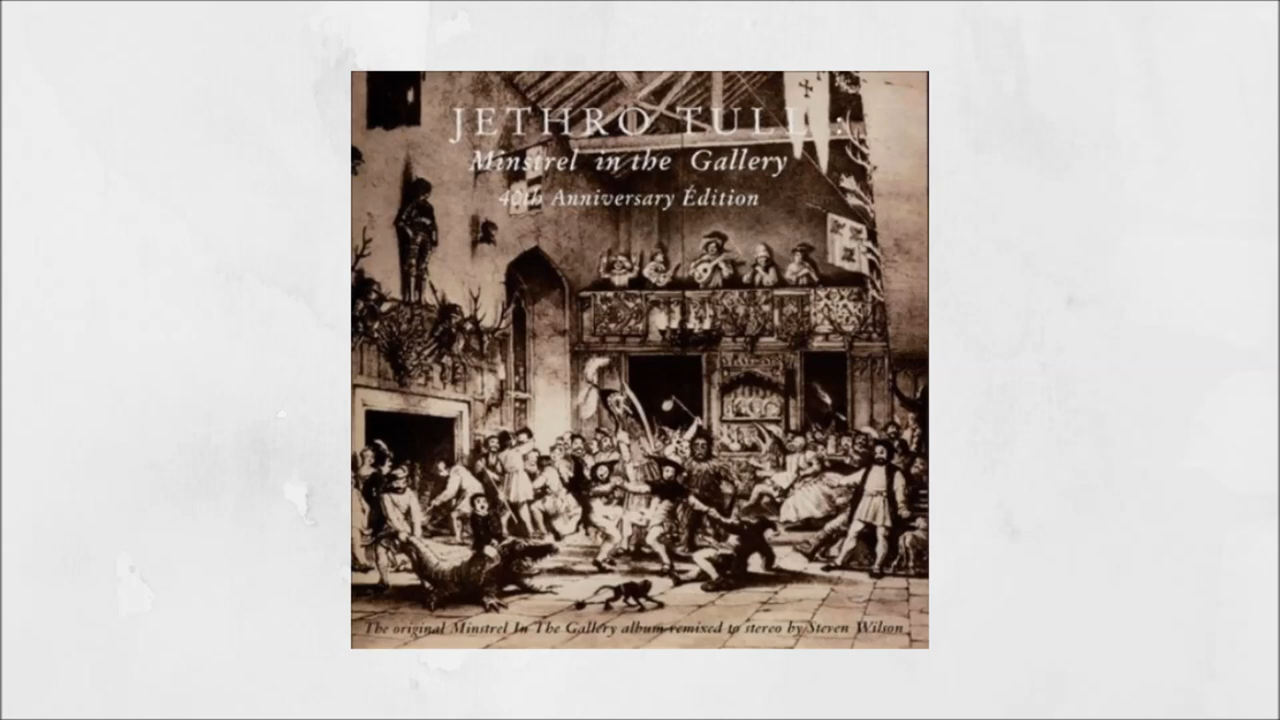 JETHRO TULL :
Minstrel in the Gallery
40th Anniversary Édition
The original Minstrel In The Gallery album remixed to stereo by Steven Wilson